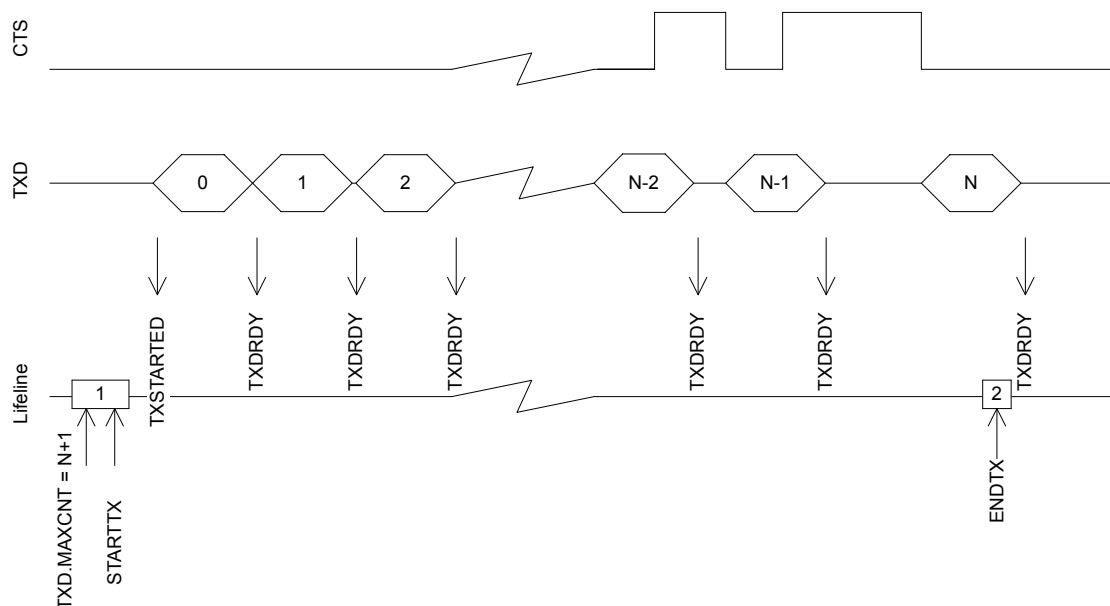 CTS
TXD
0
1
2
N-2
N-1
N
TXSTARTED
TXDRDY
TXDRDY
TXDRDY
TXDRDY
TXDRDY
TXDRDY
Lifeline
1
2
TXD.MAXCNT = N+1
STARTTX
ENDTX